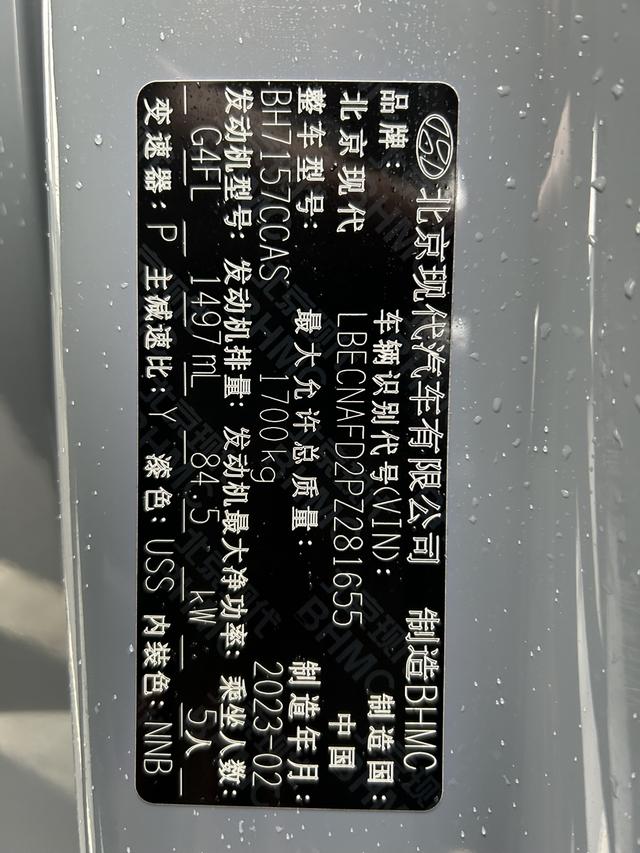 北京现代汽车有限公司 制造BHMC
品牌: 车辆识别代号(VIN): 制造国:
北京现代 LBECNAFD2PZ281655 中国
整车型号: 最大允许总质量: 制造年月:
BH7157CCAS 1700kg 2023-02
发动机型号: 发动机排量: 发动机最大净功率: 乘坐人数:
G4FL 1497mL 84.5 kW 5人
变速器: P 主减速比: Y 漆色: USS 内装色: NNB